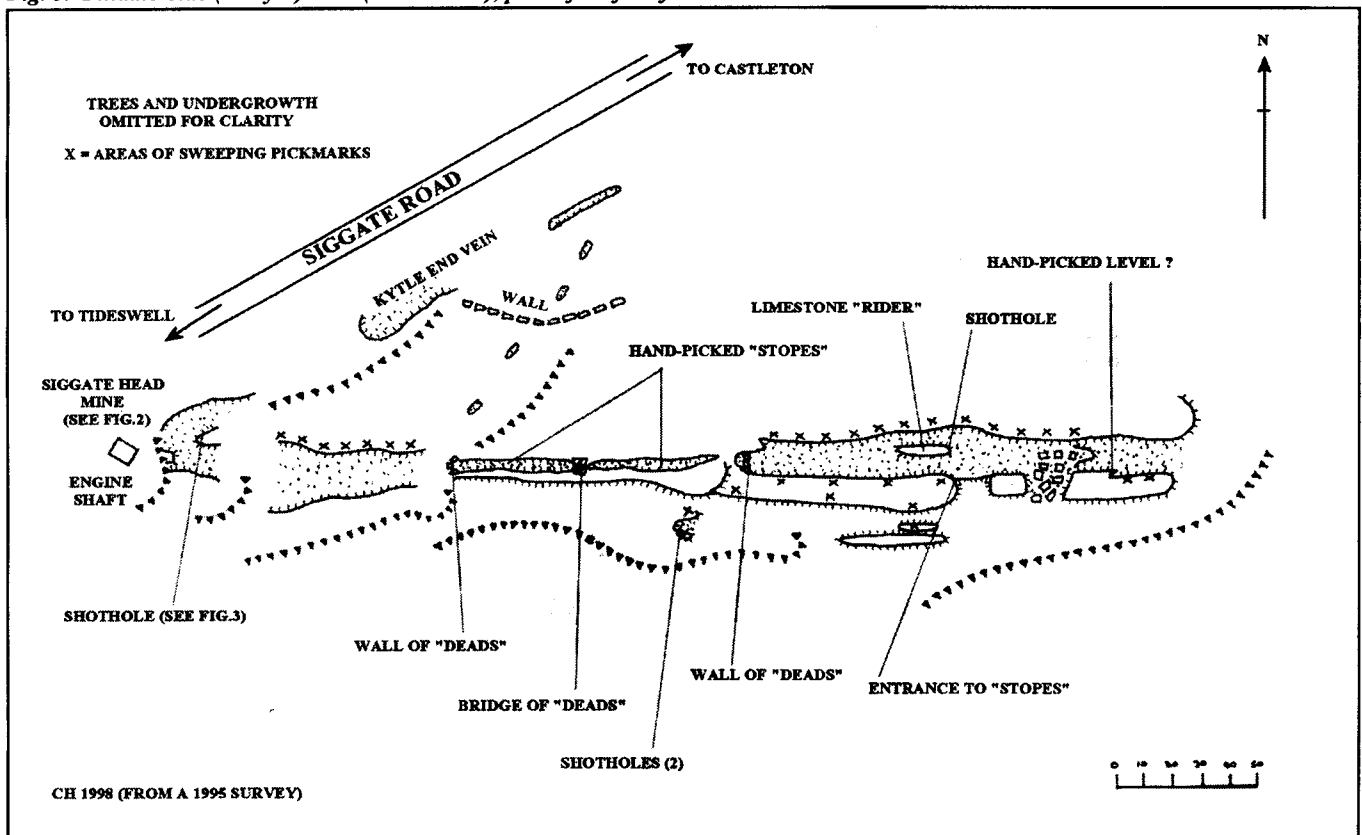 TO CASTLETON
N
TREES AND UNDERGROWTH
OMITTED FOR CLARITY
X = AREAS OF SWEEPING PICKMARKS
SIGGATE ROAD
KYTLE END VEIN
HAND-PICKED LEVEL ?
WALL
LIMESTONE "RIDER"
TO TIDESWELL
SHOTHOLE
HAND-PICKED "STOPES"
SIGGATE HEAD
MINE
(SEE FIG.2)
ENGINE
SHAFT
SHOTHOLE (SEE FIG.3)
WALL OF "DEADS"
WALL OF "DEADS"
ENTRANCE TO "STOPES"
BRIDGE OF "DEADS"
SHOTHOLES (2)
CH 1998 (FROM A 1995 SURVEY)